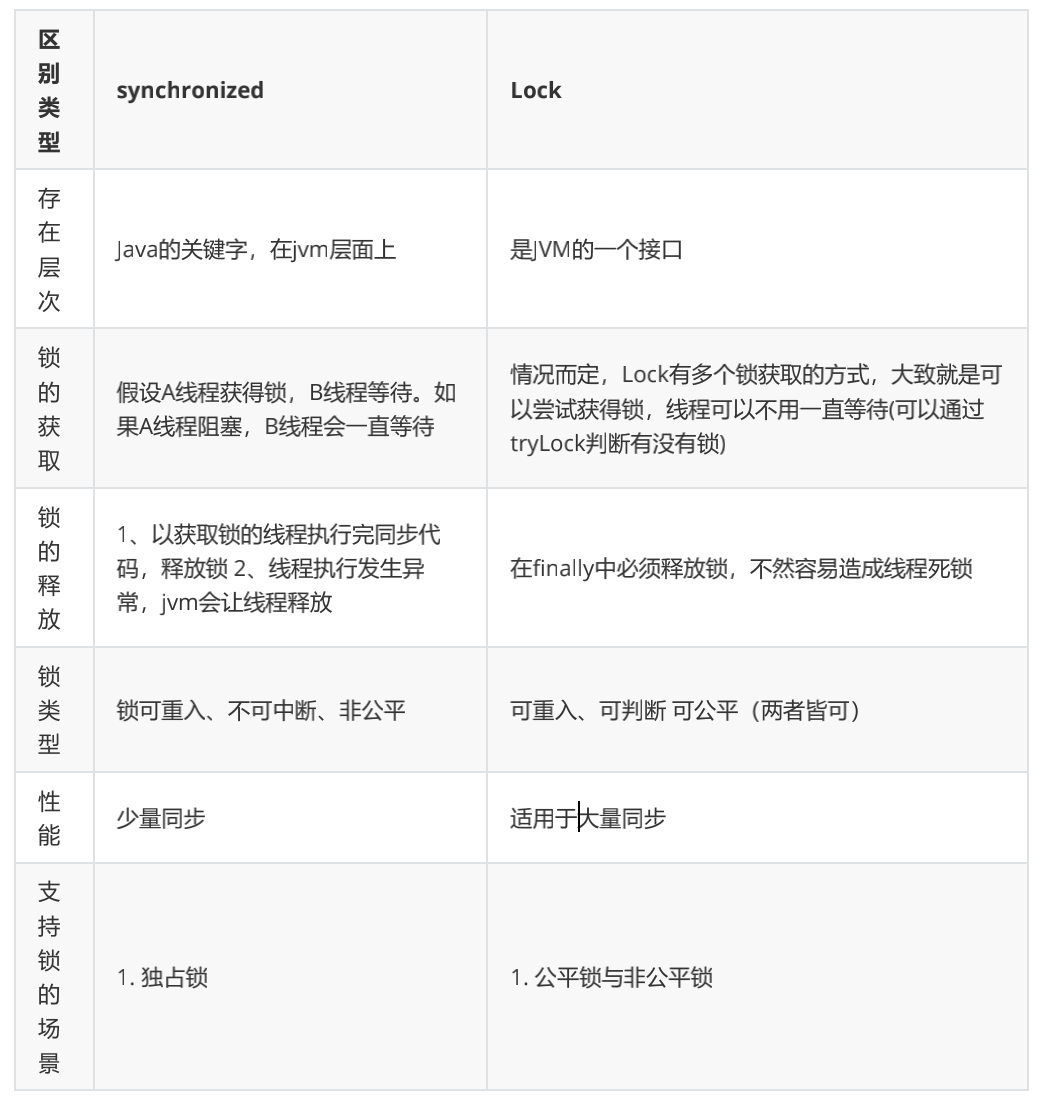 区
别
类
型
synchronized
Lock
存
在
层
次
Java的关键字，在jvm层面上
是JVM的一个接口
锁
的
获
取
假设A线程获得锁，B线程等待。如
果A线程阻塞，B线程会一直等待
情况而定，Lock有多个锁获取的方式，大致就是可
以尝试获得锁，线程可以不用一直等待(可以通过
tryLock判断有没有锁)
锁
的
释
放
1、以获取锁的线程执行完同步代
码，释放锁 2、线程执行发生异
常，jvm会让线程释放
在finally中必须释放锁，不然容易造成线程死锁
锁
类
型
锁可重入、不可中断、非公平
可重入、可判断 可公平（两者皆可）
性
能
少量同步
适用于大量同步
支
持
锁
的
场
景
1. 独占锁
1. 公平锁与非公平锁